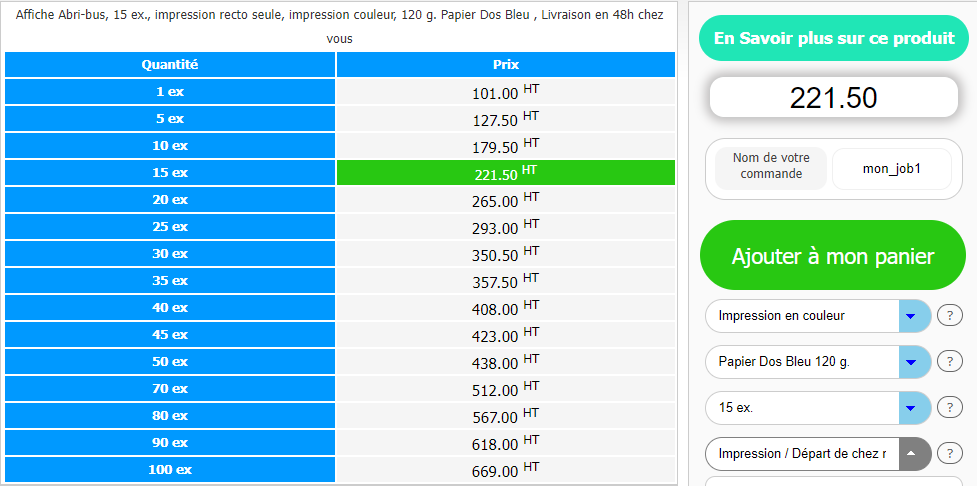 Affiche Abri-bus, 15 ex., impression recto seule, impression couleur, 120 g. Papier Dos Bleu , Livraison en 48h chez
vous
Quantité Prix
1 ex 101.00 HT
5 ex 127.50 HT
10 ex 179.50 HT
15 ex 221.50 HT
20 ex 265.00 HT
25 ex 293.00 HT
30 ex 350.50 HT
35 ex 357.50 HT
40 ex 408.00 HT
45 ex 423.00 HT
50 ex 438.00 HT
70 ex 512.00 HT
80 ex 567.00 HT
90 ex 618.00 HT
100 ex 669.00 HT
En Savoir plus sur ce produit
221.50
Nom de votre
commande
mon_job1
Ajouter à mon panier
Impression en couleur ?
Papier Dos Bleu 120 g. ?
15 ex. ?
Impression / Départ de chez ?